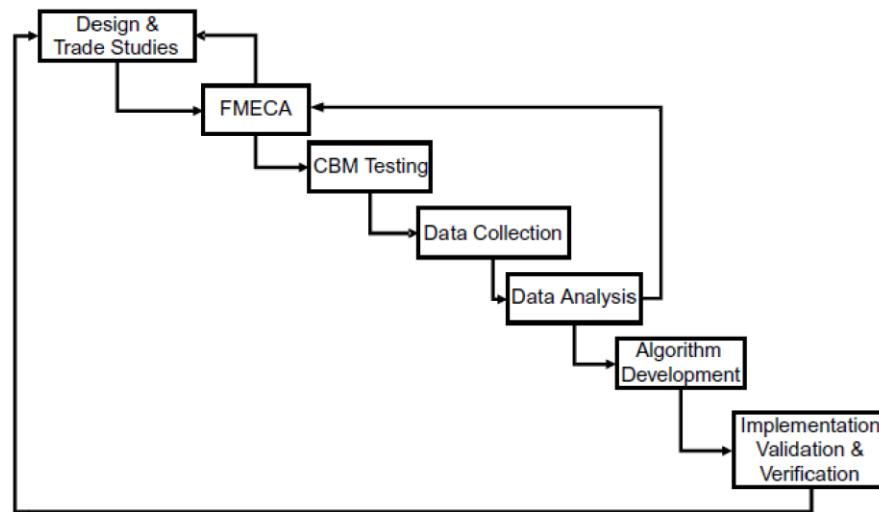 Design &
Trade Studies
FMECA
CBM Testing
Data Collection
Data Analysis
Algorithm
Development
Implementation
Validation &
Verification